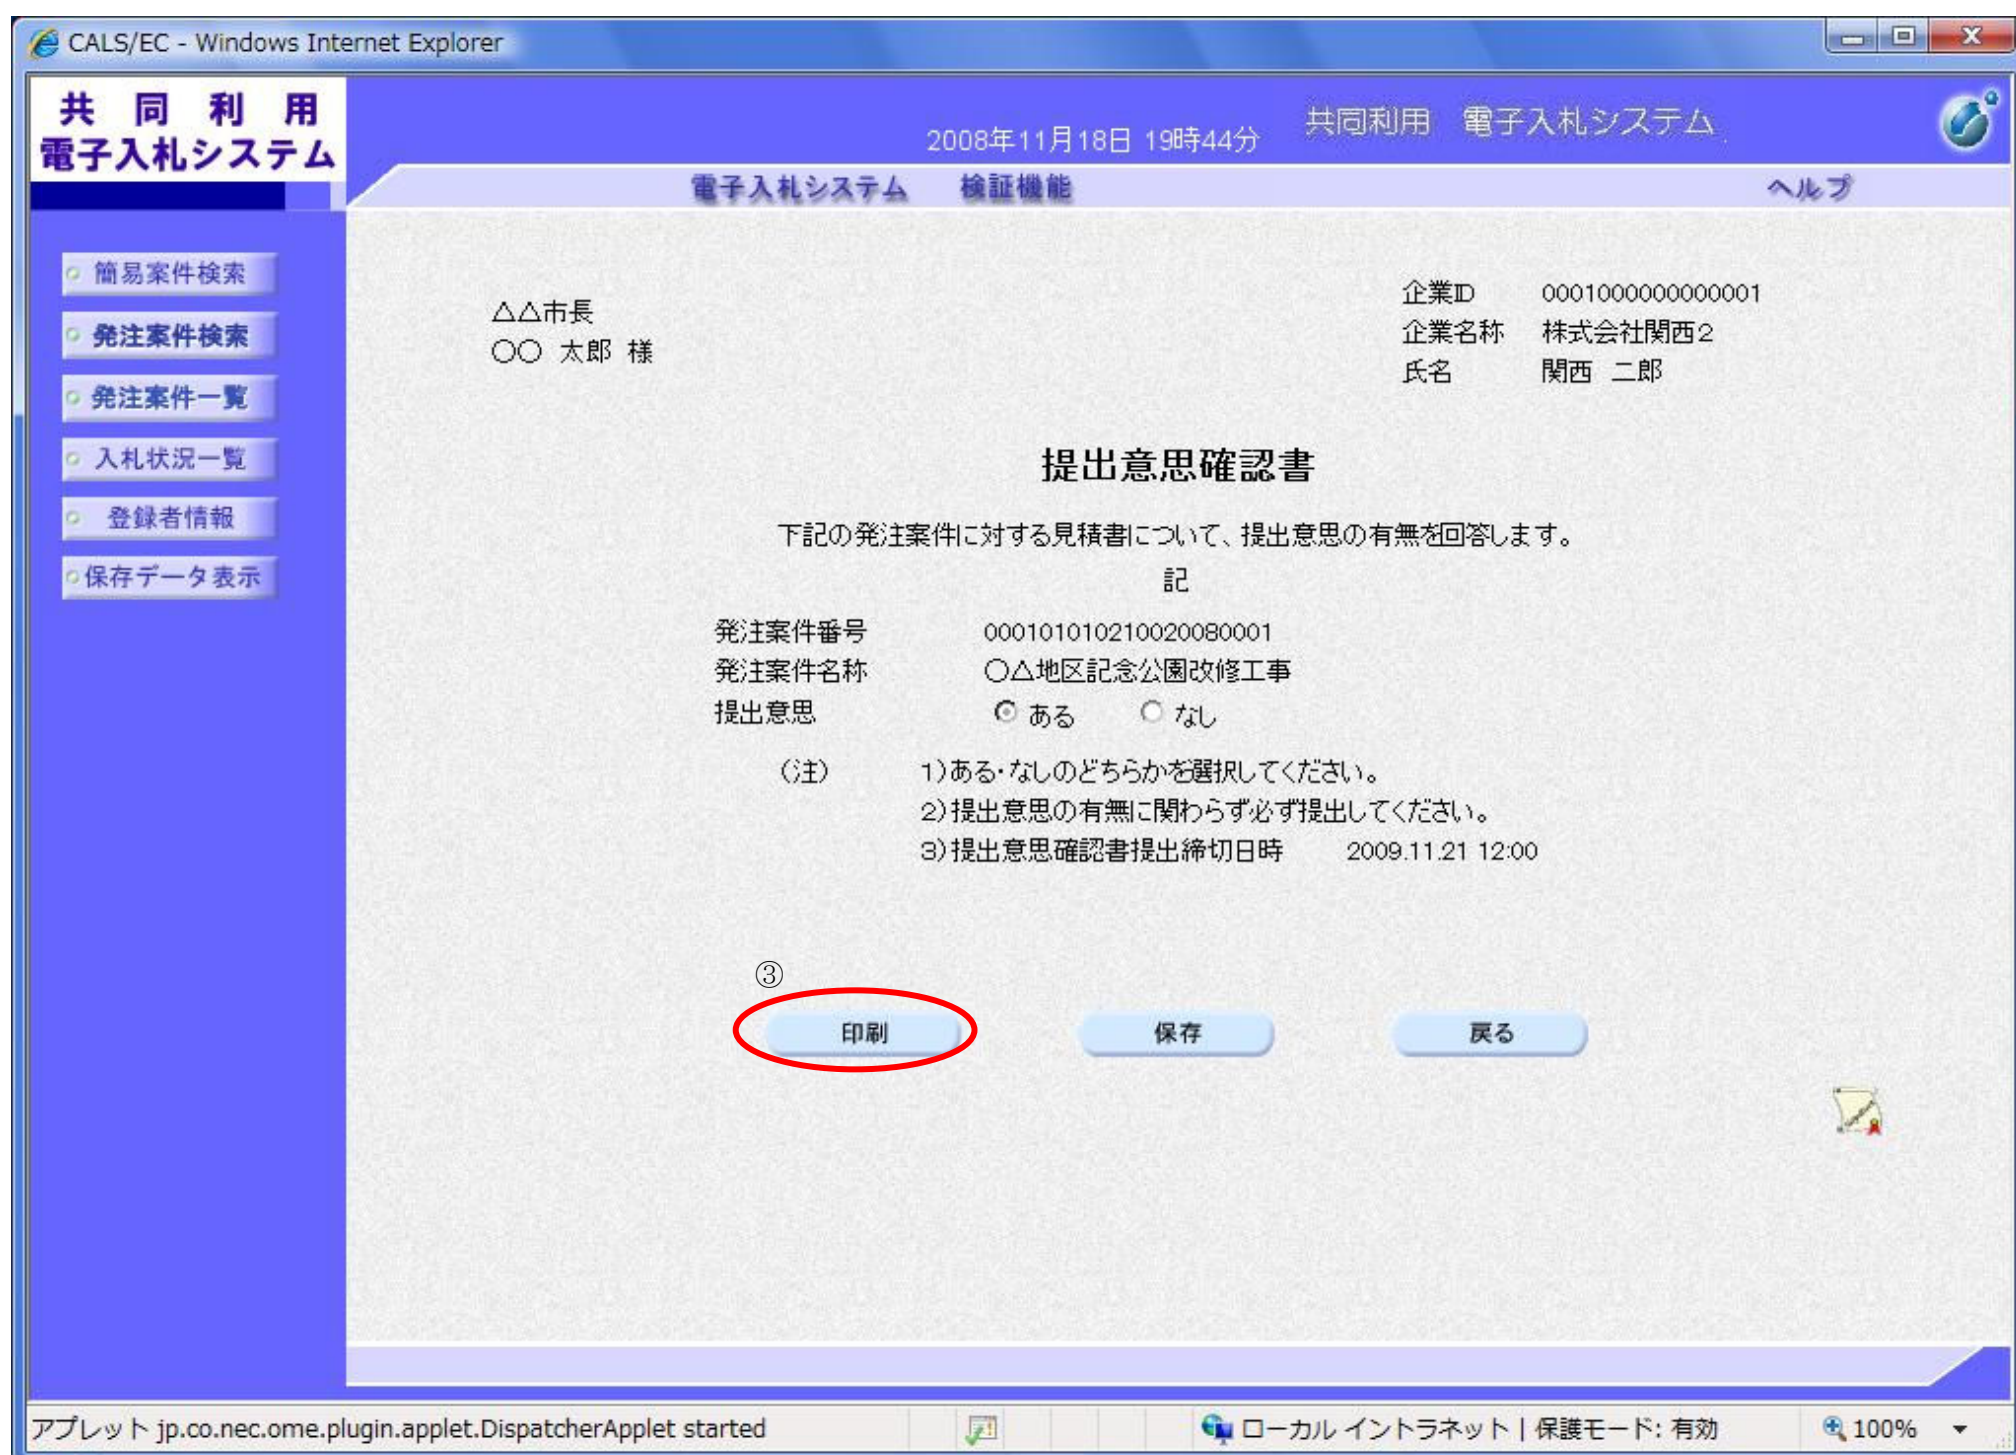 CALS/EC - Windows Internet Explorer
共 同 利 用
電子入札システム
2008年11月18日 19時44分
共同利用 電子入札システム
電子入札システム 検証機能 ヘルプ
簡易案件検索
発注案件検索
発注案件一覧
入札状況一覧
登録者情報
保存データ表示
△△市長
〇〇 太郎 様
企業ID 0001000000000001
企業名称 株式会社関西2
氏名 関西 二郎
提出意思確認書
下記の発注案件に対する見積書について、提出意思の有無を回答します。
記
発注案件番号 000101010210020080001
発注案件名称 〇△地区記念公園改修工事
提出意思 ある なし
(注) 1)ある・なしのどちらかを選択してください。
2)提出意思の有無に関わらず必ず提出してください。
3)提出意思確認書提出締切日時 2009.11.21 12:00
③
印刷 保存 戻る
アプレット jp.co.nec.ome.plugin.applet.DispatcherApplet started
ローカル イントラネット | 保護モード: 有効
100%